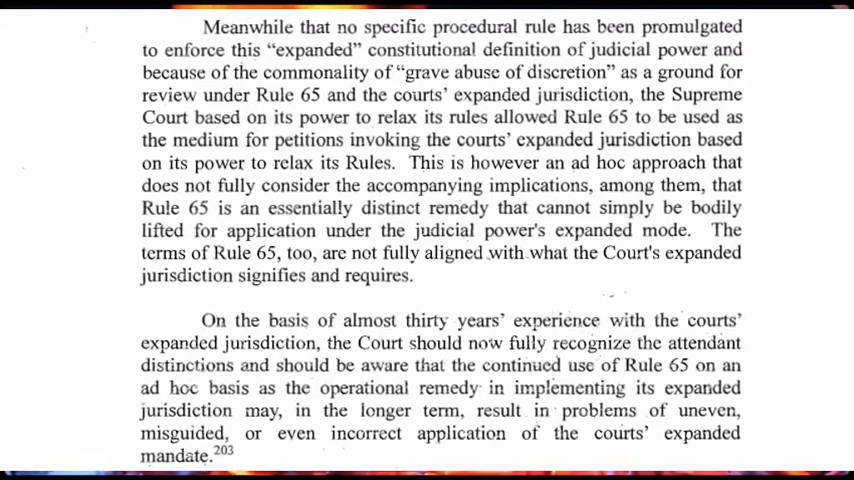 Meanwhile that no specific procedural rule has been promulgated
to enforce this “expanded” constitutional definition of judicial power and
because of the commonality of “grave abuse of discretion” as a ground for
review under Rule 65 and the courts’ expanded jurisdiction, the Supreme
Court based on its power to relax its rules allowed Rule 65 to be used as
the medium for petitions invoking the courts’ expanded jurisdiction based
on its power to relax its Rules. This is however an ad hoc approach that
does not fully consider the accompanying implications, among them, that
Rule 65 is an essentially distinct remedy that cannot simply be bodily
lifted for application under the judicial power's expanded mode. The
terms of Rule 65, too, are not fully aligned with what the Court's expanded
jurisdiction signifies and requires.
On the basis of almost thirty years’ experience with the courts’
expanded jurisdiction, the Court should now fully recognize the attendant
distinctions and should be aware that the continued use of Rule 65 on an
ad hoc basis as the operational remedy in implementing its expanded
jurisdiction may, in the longer term, result in problems of uneven,
misguided, or even incorrect application of the courts’ expanded
mandate.203